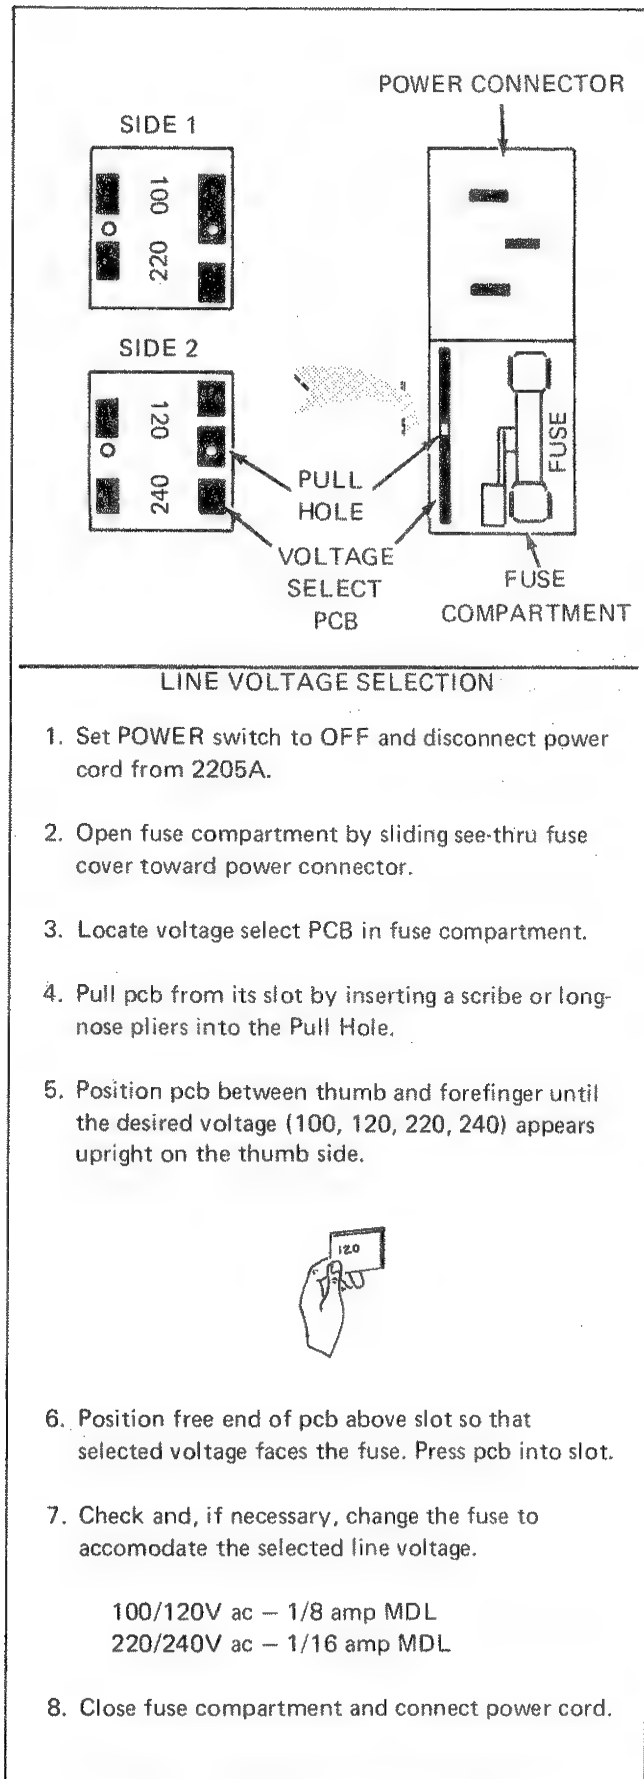 POWER CONNECTOR
SIDE 1
100
220
SIDE 2
120
240
PULL
HOLE
VOLTAGE
SELECT
PCB
FUSE
FUSE
COMPARTMENT
LINE VOLTAGE SELECTION
1. Set POWER switch to OFF and disconnect power
cord from 2205A.
2. Open fuse compartment by sliding see-thru fuse
cover toward power connector.
3. Locate voltage select PCB in fuse compartment.
4. Pull pcb from its slot by inserting a scribe or long-
nose pliers into the Pull Hole.
5. Position pcb between thumb and forefinger until
the desired voltage (100, 120, 220, 240) appears
upright on the thumb side.
120
6. Position free end of pcb above slot so that
selected voltage faces the fuse. Press pcb into slot.
7. Check and, if necessary, change the fuse to
accomodate the selected line voltage.
100/120V ac – 1/8 amp MDL
220/240V ac – 1/16 amp MDL
8. Close fuse compartment and connect power cord.